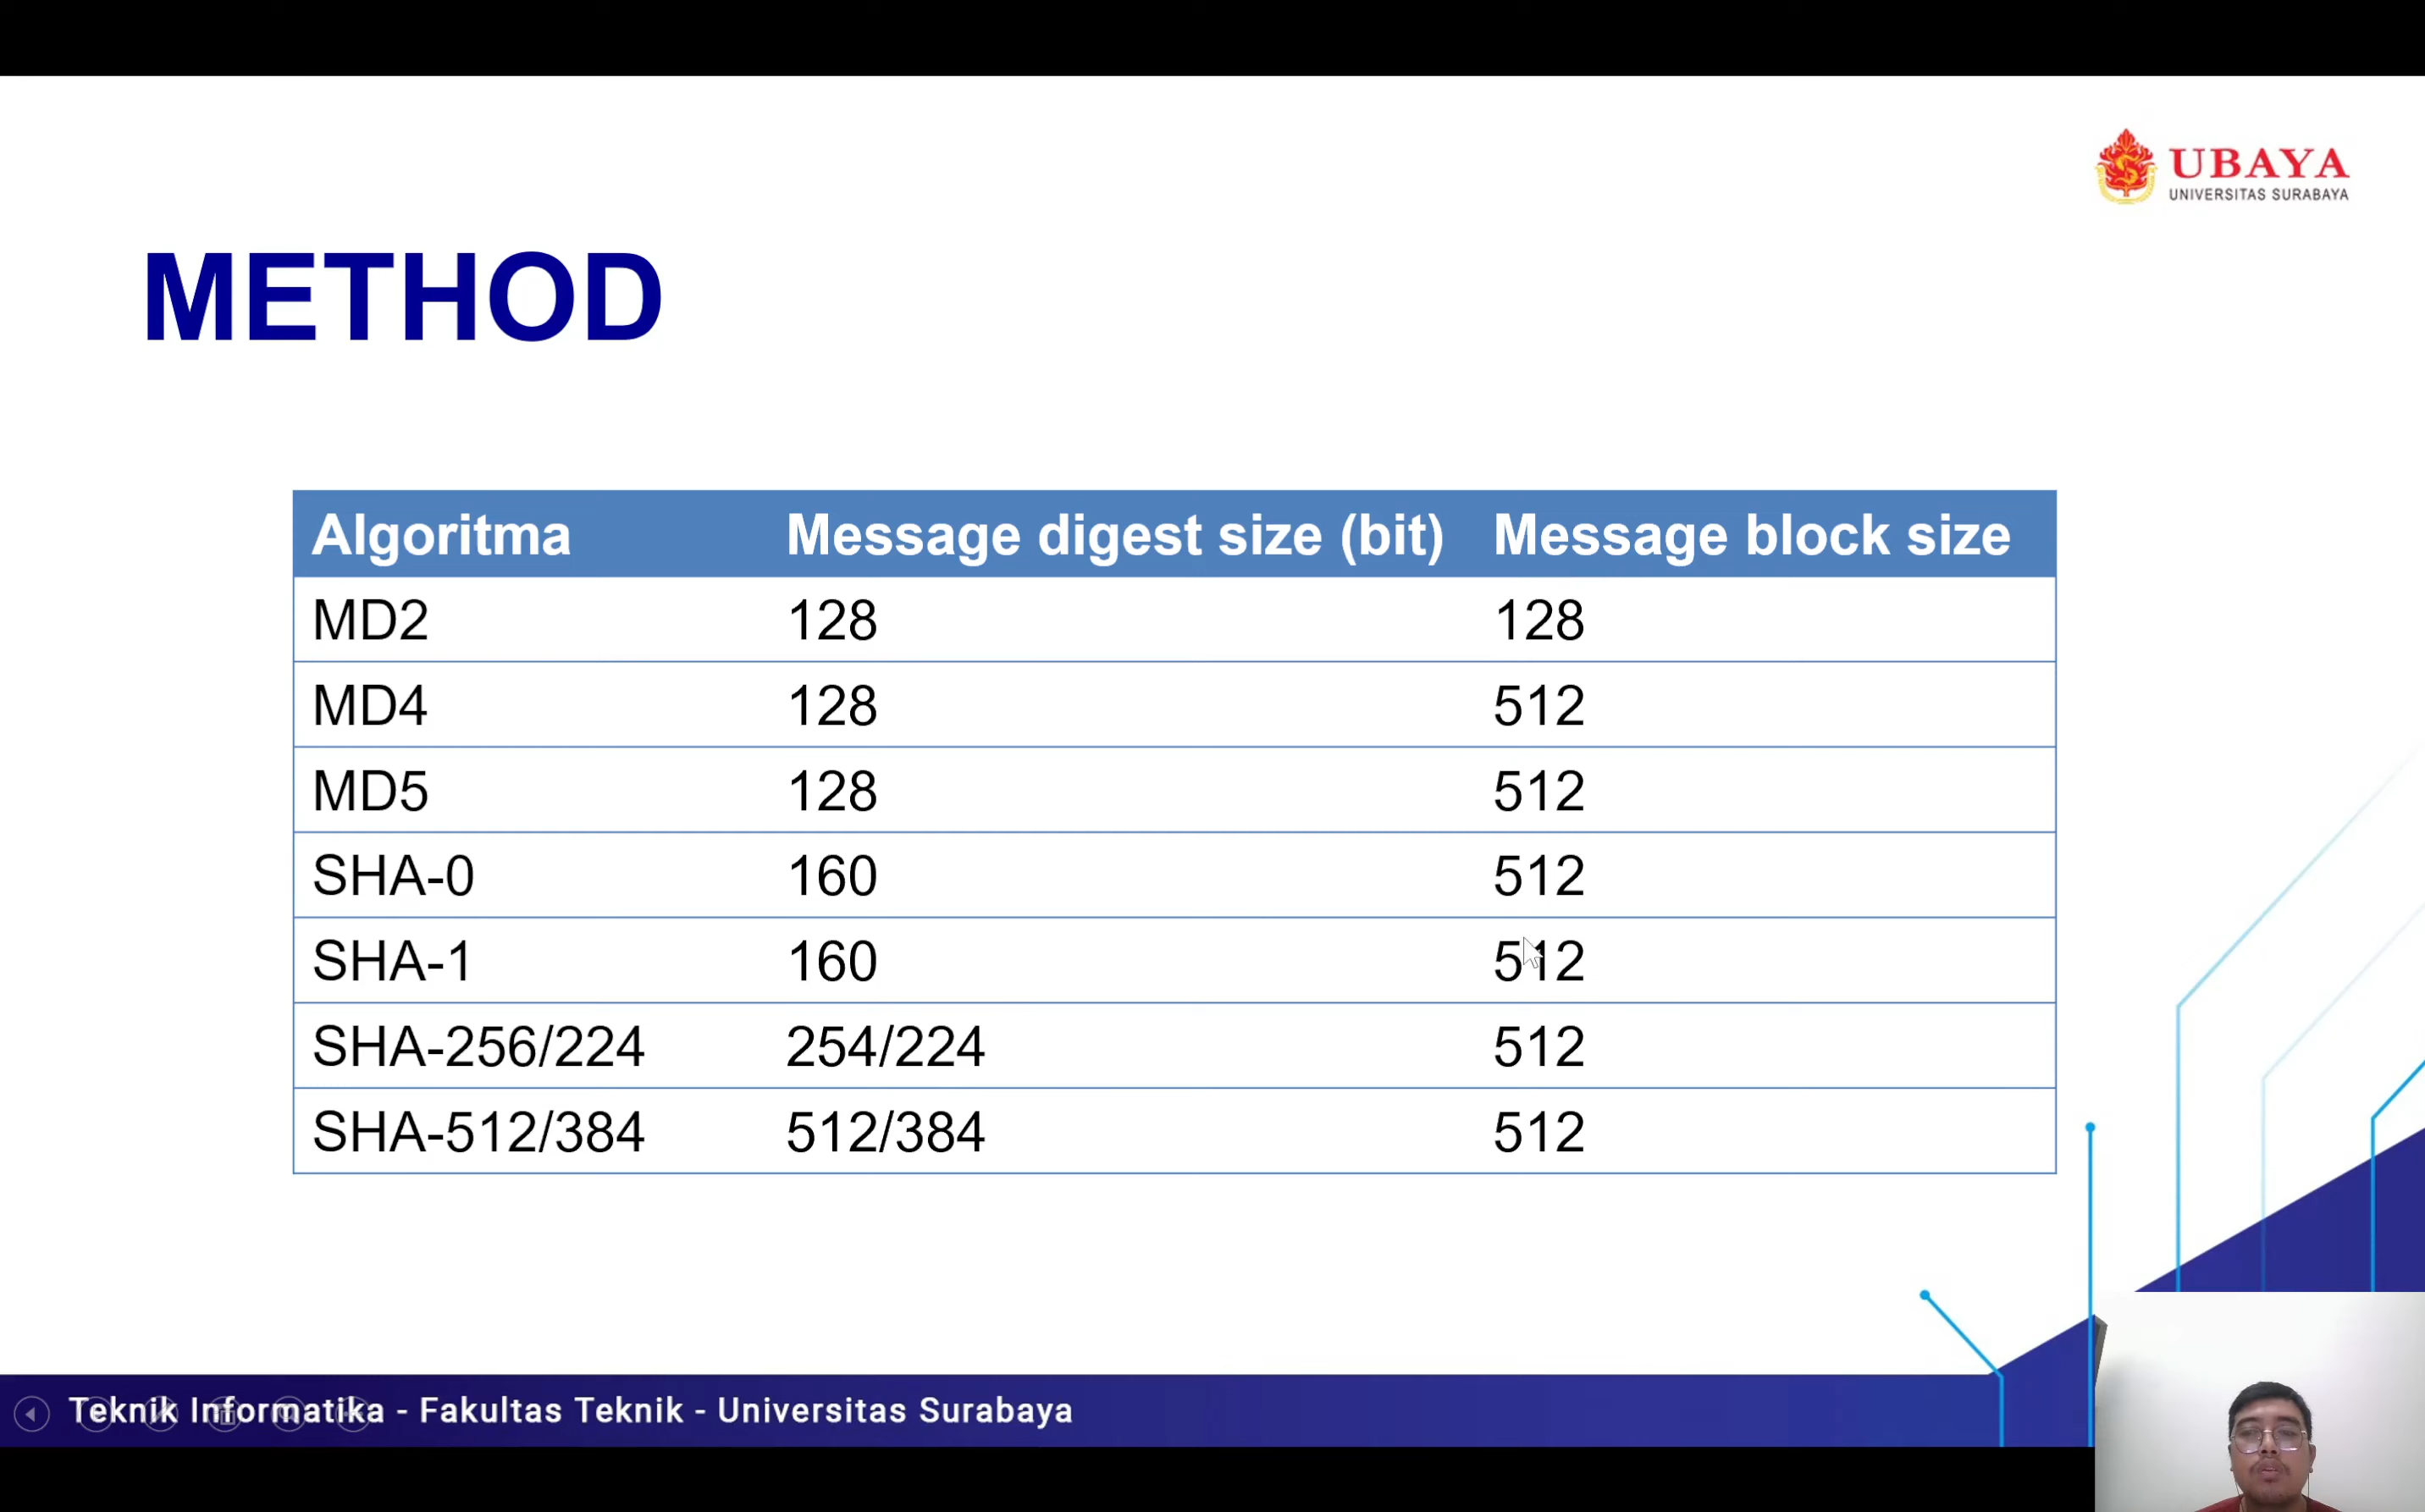 UBAYA
UNIVERSITAS SURABAYA
METHOD
Algoritma Message digest size (bit) Message block size
MD2 128 128
MD4 128 512
MD5 128 512
SHA-0 160 512
SHA-1 160 512
SHA-256/224 254/224 512
SHA-512/384 512/384 512
Teknik Informatika - Fakultas Teknik - Universitas Surabaya